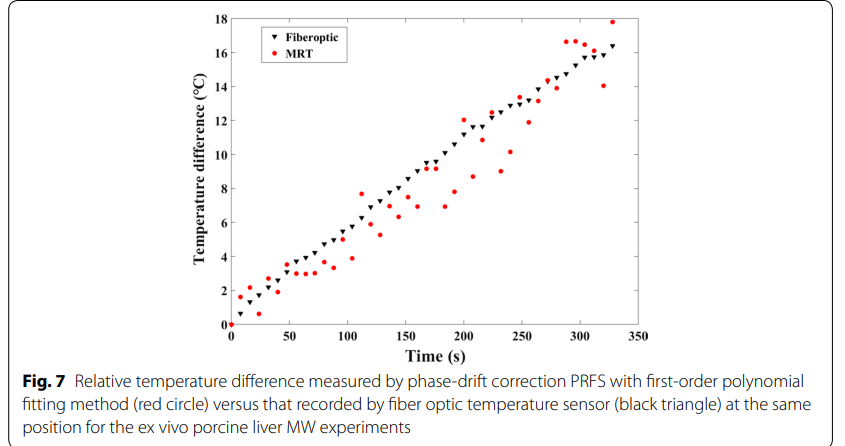 18
16
14
12
10
8
6
4
2
0
Temperature difference (°C)
Fiberoptic
MRT
0 50 100 150 200 250 300 350
Time (s)
Fig. 7 Relative temperature difference measured by phase-drift correction PRFS with first-order polynomial
fitting method (red circle) versus that recorded by fiber optic temperature sensor (black triangle) at the same
position for the ex vivo porcine liver MW experiments